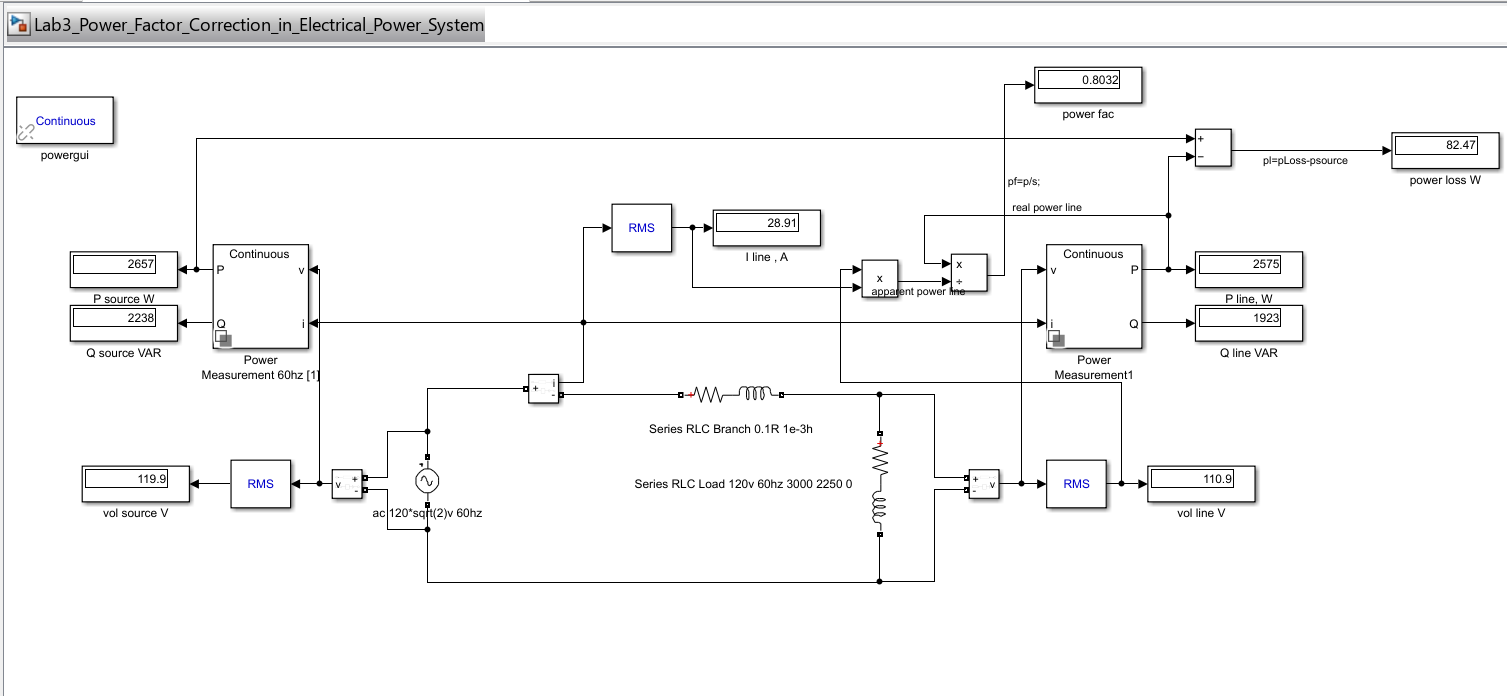 Lab3_Power_Factor_Correction_in_Electrical_Power_System
0.8032
power fac
Continuous
powergui
+
−
pl=pLoss-psource
82.47
power loss W
pf=p/s;
real power line
RMS
28.91
I line , A
2657
P source W
2238
Q source VAR
Continuous
P
v
Q
i
Power
Measurement 60hz [1]
x
apparent power line
x
÷
Continuous
v
P
i
Q
Power
Measurement1
2575
P line, W
1923
Q line VAR
+
i
-
+
Series RLC Branch 0.1R 1e-3h
+
119.9
vol source V
RMS
v
+
-
ac 120*sqrt(2)v 60hz
Series RLC Load 120v 60hz 3000 2250 0
+
-
v
RMS
110.9
vol line V